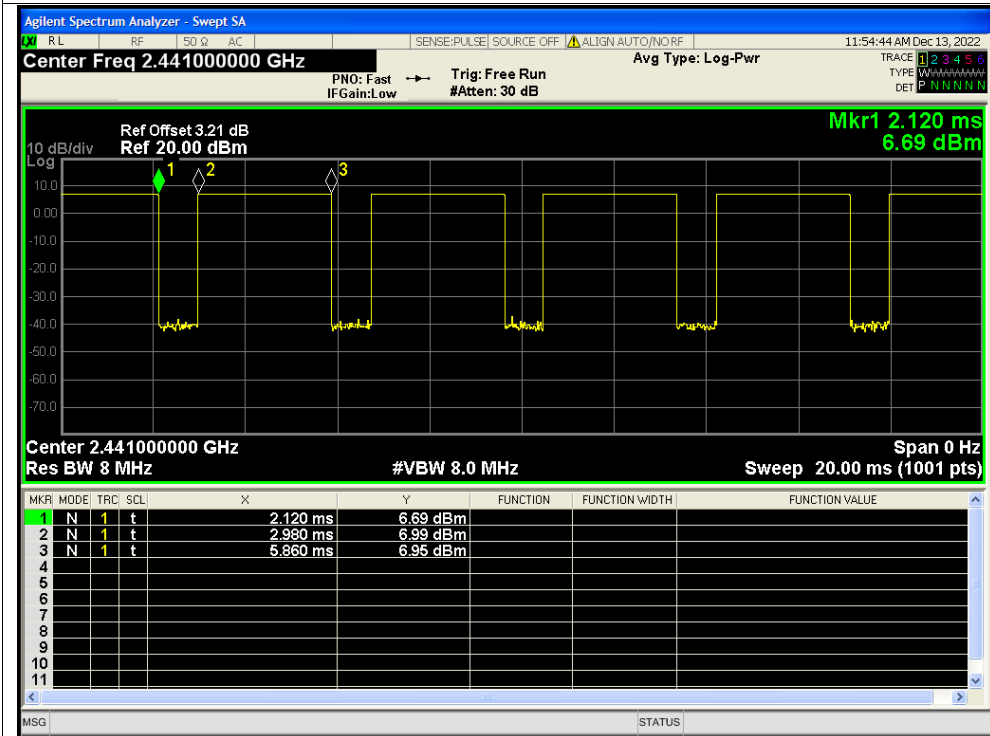 Agilent Spectrum Analyzer - Swept SA
LXI RL RF 50 Ω AC SENSE:PULSE SOURCE OFF ALIGN AUTO/NO RF 11:54:44 AM Dec 13, 2022
Center Freq 2.441000000 GHz Avg Type: Log-Pwr TRACE 1 2 3 4 5 6
PNO: Fast Trig: Free Run TYPE W
IFGain:Low #Atten: 30 dB DET P N N N N N
Mkr1 2.120 ms
Ref Offset 3.21 dB 6.69 dBm
10 dB/div Ref 20.00 dBm
Log
1 2 3
10.0
0.00
-10.0
-20.0
-30.0
-40.0
-50.0
-60.0
-70.0
Center 2.441000000 GHz Span 0 Hz
Res BW 8 MHz #VBW 8.0 MHz Sweep 20.00 ms (1001 pts)
MKR MODE TRC SCL X Y FUNCTION FUNCTION WIDTH FUNCTION VALUE
1 N 1 t 2.120 ms 6.69 dBm
2 N 1 t 2.980 ms 6.99 dBm
3 N 1 t 5.860 ms 6.95 dBm
4
5
6
7
8
9
10
11
MSG STATUS